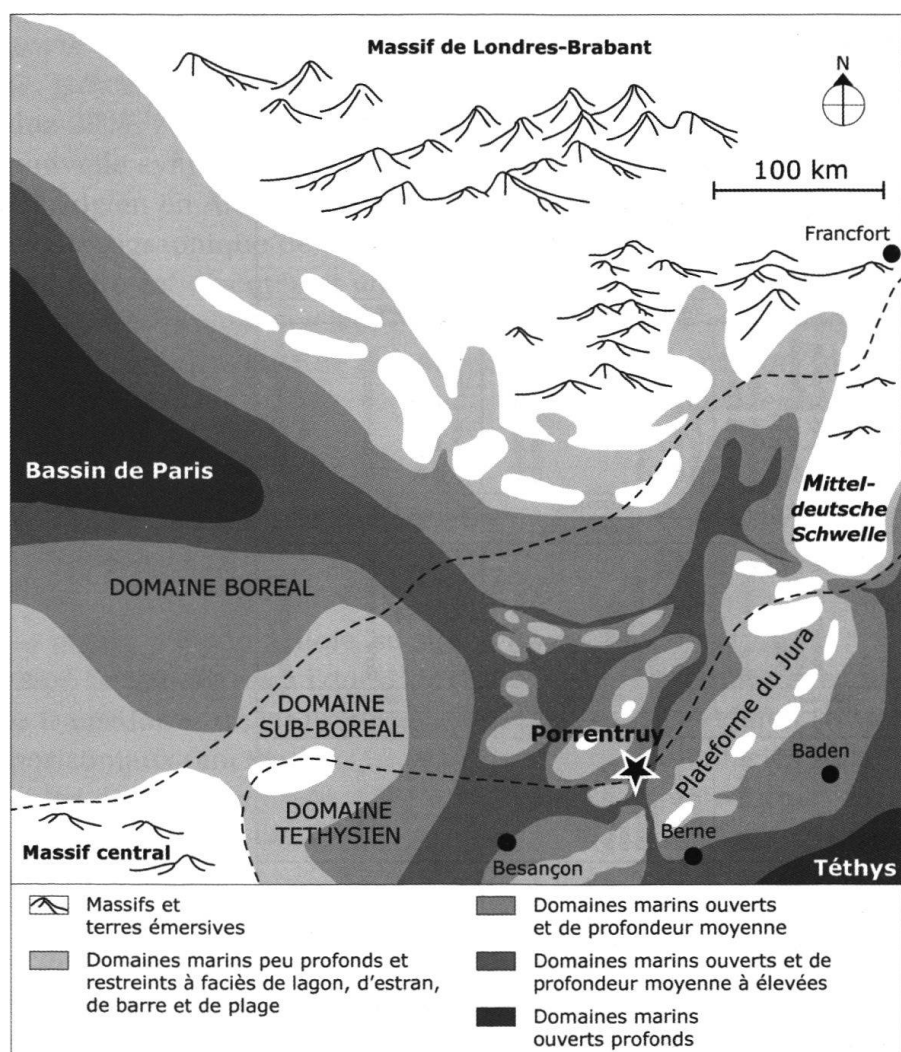 Massif de Londres-Brabant
N
100 km
Francfort
Bassin de Paris
Mittel-
deutsche
Schwelle
DOMAINE BOREAL
DOMAINE
SUB-BOREAL
Plateforme du Jura
Porrentruy
Baden
DOMAINE
TETHYSIEN
Massif central
Besançon
Berne
Téthys
Massifs et
terres émersives
Domaines marins peu profonds et
restreints à faciès de lagon, d'estran,
de barre et de plage
Domaines marins ouverts
et de profondeur moyenne
Domaines marins ouverts et de
profondeur moyenne à élevées
Domaines marins
ouverts profonds